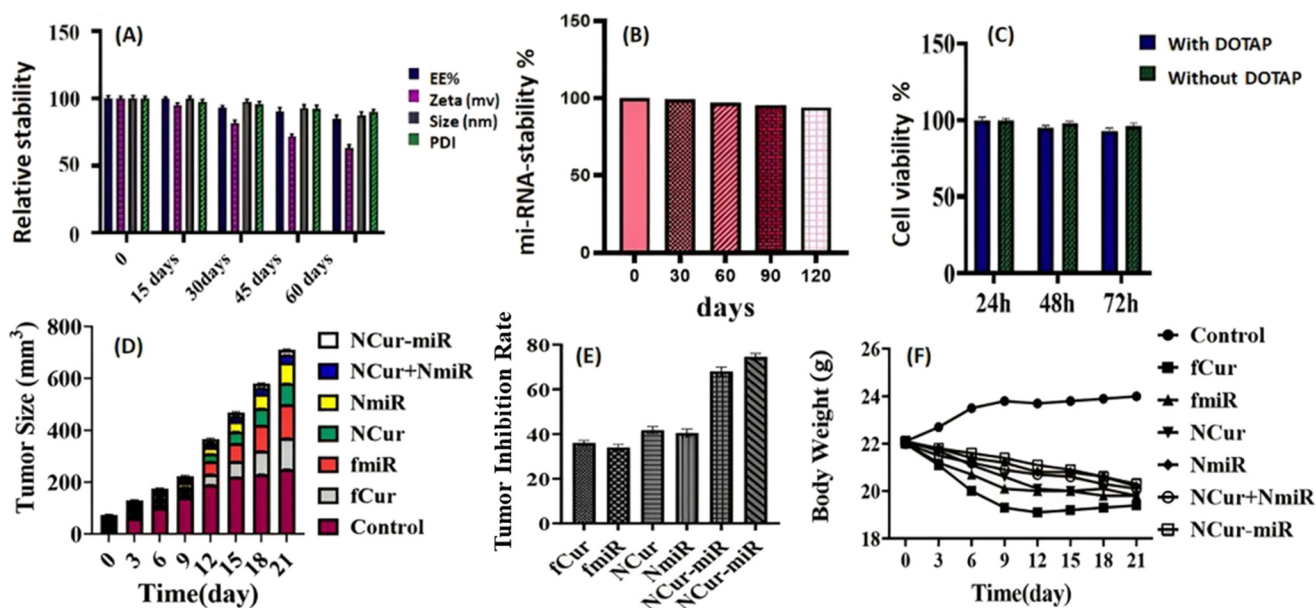 (A)
Relative stability
150
100
50
0
0
15 days
30days
45 days
60 days
EE%
Zeta (mv)
Size (nm)
PDI
(B)
mi-RNA-stability %
150
100
50
0
0 30 60 90 120
days
(C)
Cell viability %
150
100
50
0
24h 48h 72h
With DOTAP
Without DOTAP
(D)
Tumor Size (mm³)
800
600
400
200
0
0 3 6 9 12 15 18 21
Time(day)
NCur-miR
NCur+NmiR
NmiR
NCur
fmiR
fCur
Control
(E)
Tumor Inhibition Rate
80
60
40
20
0
fCur
fmiR
NCur
NmiR
NCur-miR
NCur-miR
(F)
Body Weight (g)
26
24
22
20
18
0 3 6 9 12 15 18 21
Time(day)
Control
fCur
fmiR
NCur
NmiR
NCur+NmiR
NCur-miR